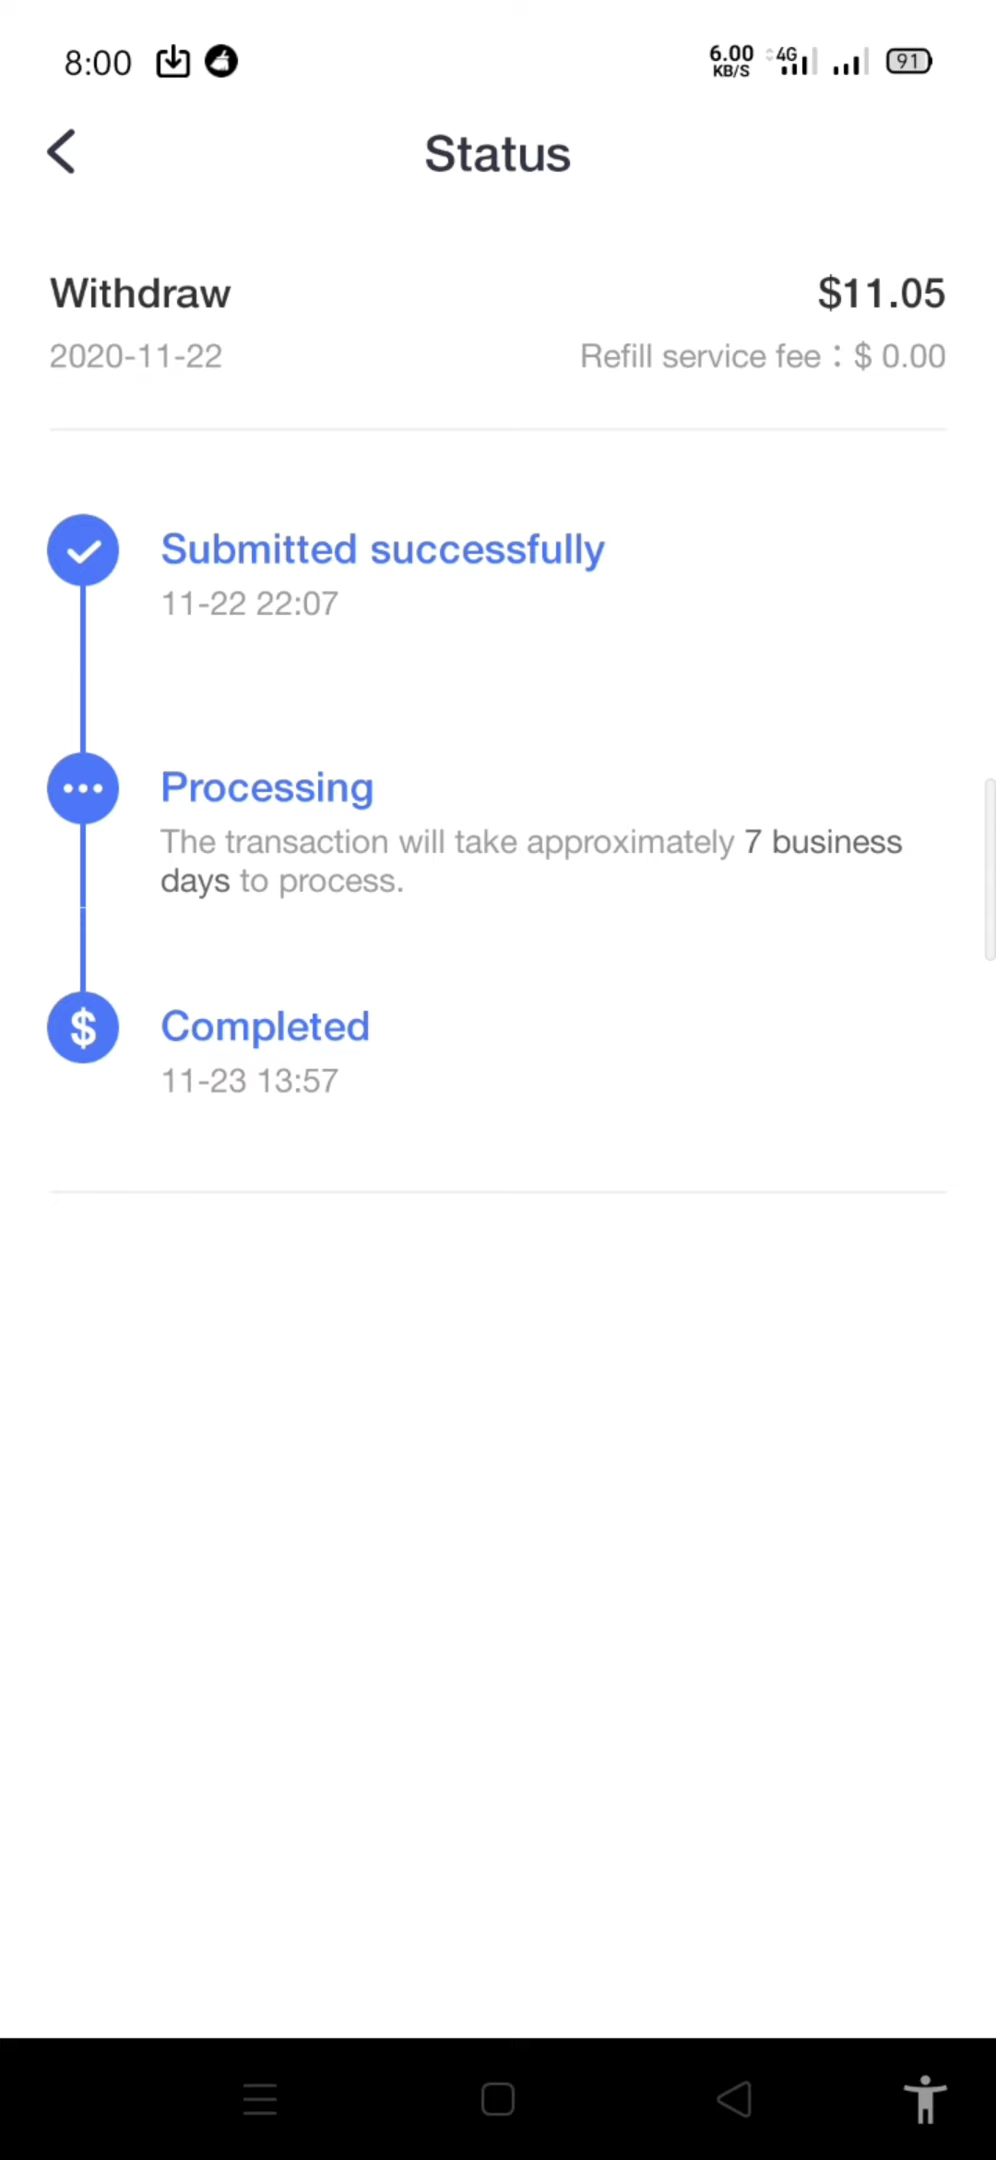 8:00
6.00
KB/S
4G
91
Status
Withdraw
$11.05
2020-11-22
Refill service fee：$ 0.00
Submitted successfully
11-22 22:07
Processing
The transaction will take approximately 7 business
days to process.
$
Completed
11-23 13:57